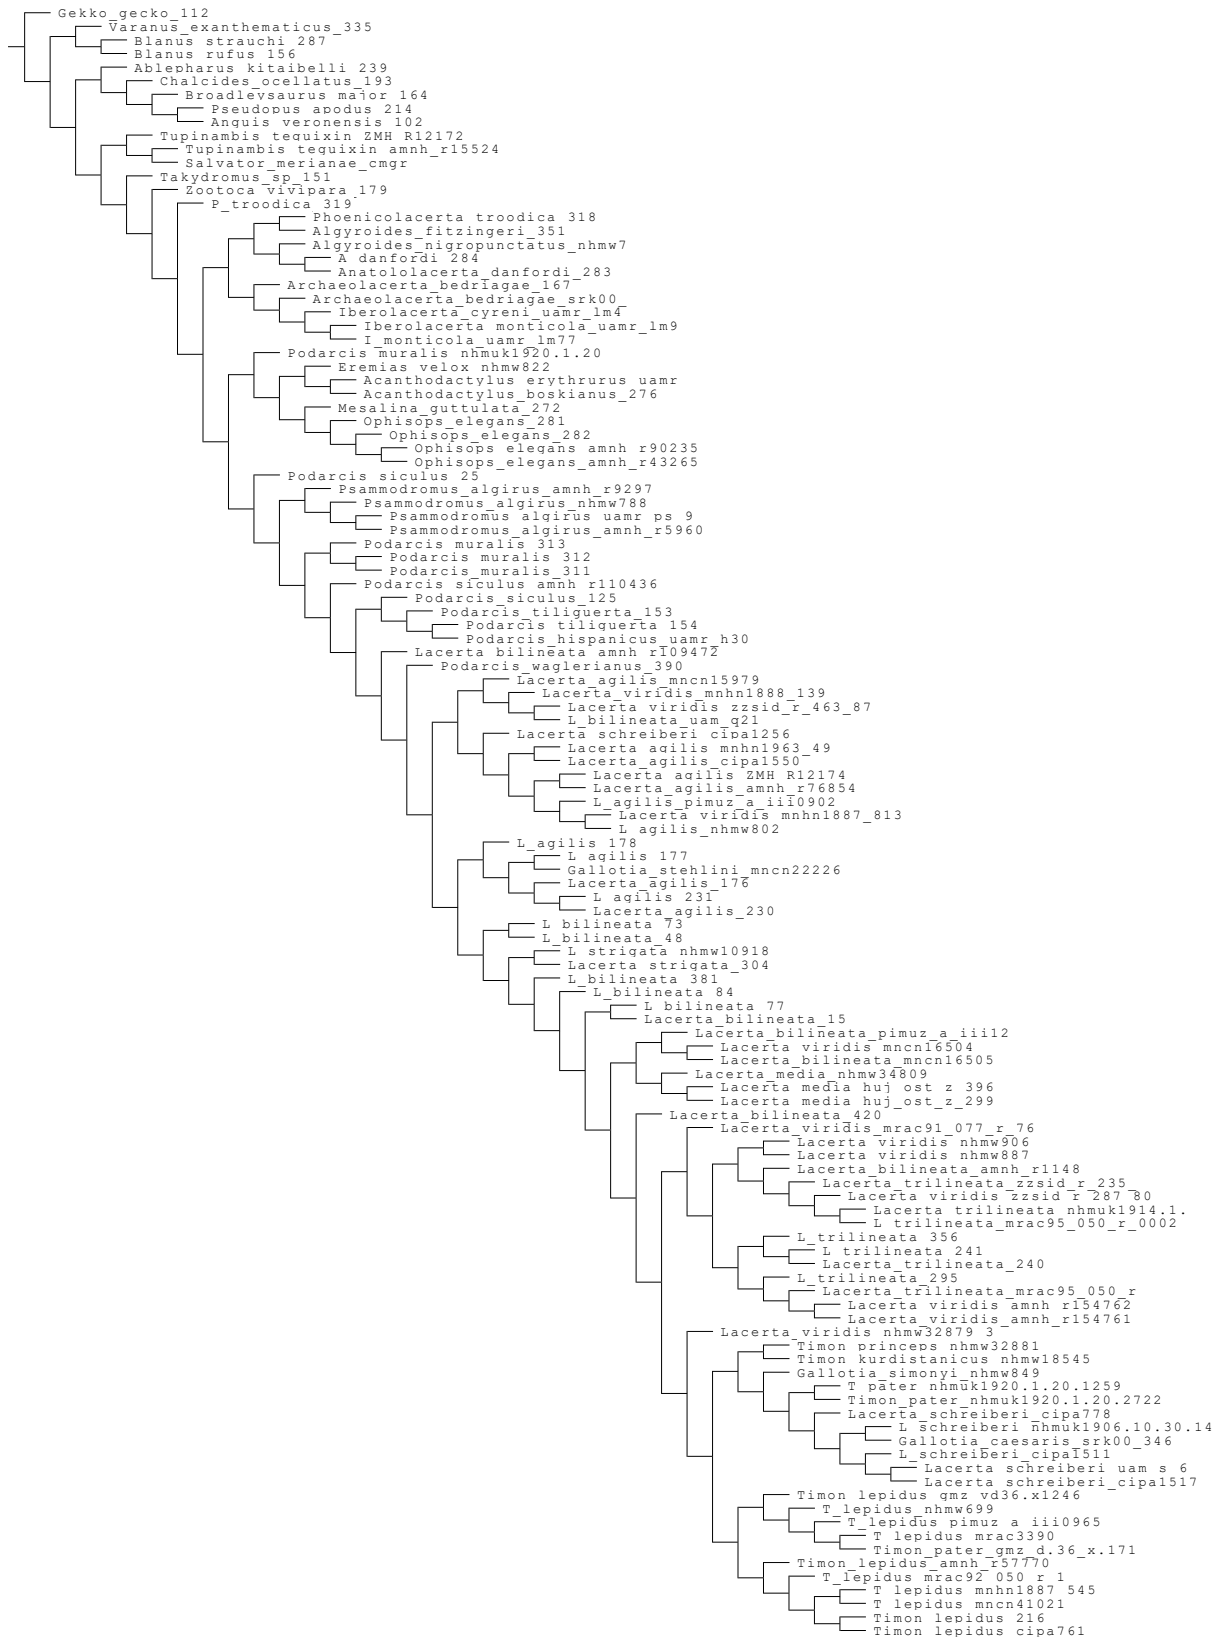 Gekko_gecko_112
Varanus_exanthematicus_335
Blanus_strauchi_287
Blanus_rufus_156
Ablepharus_kitaibelli_239
Chalcides_ocellatus_193
Broadleysaurus_major_164
Pseudopus_apodus_214
Anguis_veronensis_102
Tupinambis_teguixin_ZMH_R12172
Tupinambis_teguixin_amnh_r15524
Salvator_merianae_cmgr
Takydromus_sp_151
Zootoca_vivipara_179
P_troodica_319
Phoenicolacerta_troodica_318
Algyroides_fitzingeri_351
Algyroides_nigropunctatus_nhmw7
A_danfordi_284
Anatololacerta_danfordi_283
Archaeolacerta_bedriagae_167
Archaeolacerta_bedriagae_srk00_
Iberolacerta_cyreni_uamr_lm4
Iberolacerta_monticola_uamr_lm9
I_monticola_uamr_lm77
Podarcis_muralis_nhmuk1920.1.20
Eremias_velox_nhmw822
Acanthodactylus_erythrurus_uamr
Acanthodactylus_boskianus_276
Mesalina_guttulata_272
Ophisops_elegans_281
Ophisops_elegans_282
Ophisops_elegans_amnh_r90235
Ophisops_elegans_amnh_r43265
Podarcis_siculus_25
Psammodromus_algirus_amnh_r9297
Psammodromus_algirus_nhmw788
Psammodromus_algirus_uamr_ps_9
Psammodromus_algirus_amnh_r5960
Podarcis_muralis_313
Podarcis_muralis_312
Podarcis_muralis_311
Podarcis_siculus_amnh_r110436
Podarcis_siculus_125
Podarcis_tiliguerta_153
Podarcis_tiliguerta_154
Podarcis_hispanicus_uamr_h30
Lacerta_bilineata_amnh_r109472
Podarcis_waglerianus_390
Lacerta_agilis_mncn15979
Lacerta_viridis_mnhn1888_139
Lacerta_viridis_zzsid_r_463_87
L_bilineata_uam_q21
Lacerta_schreiberi_cipa1256
Lacerta_agilis_mnhn1963_49
Lacerta_agilis_cipa1550
Lacerta_agilis_ZMH_R12174
Lacerta_agilis_amnh_r76854
L_agilis_pimuz_a_iii0902
Lacerta_viridis_mnhn1887_813
L_agilis_nhmw802
L_agilis_178
L_agilis_177
Gallotia_stehlini_mncn22226
Lacerta_agilis_176
L_agilis_231
Lacerta_agilis_230
L_bilineata_73
L_bilineata_48
L_strigata_nhmw10918
Lacerta_strigata_304
L_bilineata_381
L_bilineata_84
L_bilineata_77
Lacerta_bilineata_15
Lacerta_bilineata_pimuz_a_iii12
Lacerta_viridis_mncn16504
Lacerta_bilineata_mncn16505
Lacerta_media_nhmw34809
Lacerta_media_huj_ost_z_396
Lacerta_media_huj_ost_z_299
Lacerta_bilineata_420
Lacerta_viridis_mrac91_077_r_76
Lacerta_viridis_nhmw906
Lacerta_viridis_nhmw887
Lacerta_bilineata_amnh_r1148
Lacerta_trilineata_zzsid_r_235_
Lacerta_viridis_zzsid_r_287_80
Lacerta_trilineata_nhmuk1914.1.
L_trilineata_mrac95_050_r_0002
L_trilineata_356
L_trilineata_241
Lacerta_trilineata_240
L_trilineata_295
Lacerta_trilineata_mrac95_050_r
Lacerta_viridis_amnh_r154762
Lacerta_viridis_amnh_r154761
Lacerta_viridis_nhmw32879_3
Timon_princeps_nhmw32881
Timon_kurdistanicus_nhmw18545
Gallotia_simonyi_nhmw849
T_pater_nhmuk1920.1.20.1259
Timon_pater_nhmuk1920.1.20.2722
Lacerta_schreiberi_cipa778
L_schreiberi_nhmuk1906.10.30.14
Gallotia_caesaris_srk00_346
L_schreiberi_cipa1511
Lacerta_schreiberi_uam_s_6
Lacerta_schreiberi_cipa1517
Timon_lepidus_gmz_vd36.x1246
T_lepidus_nhmw699
T_lepidus_pimuz_a_iii0965
T_lepidus_mrac3390
Timon_pater_gmz_d.36_x.171
Timon_lepidus_amnh_r57770
T_lepidus_mrac92_050_r_1
T_lepidus_mnhn1887_545
T_lepidus_mncn41021
Timon_lepidus_216
Timon_lepidus_cipa761